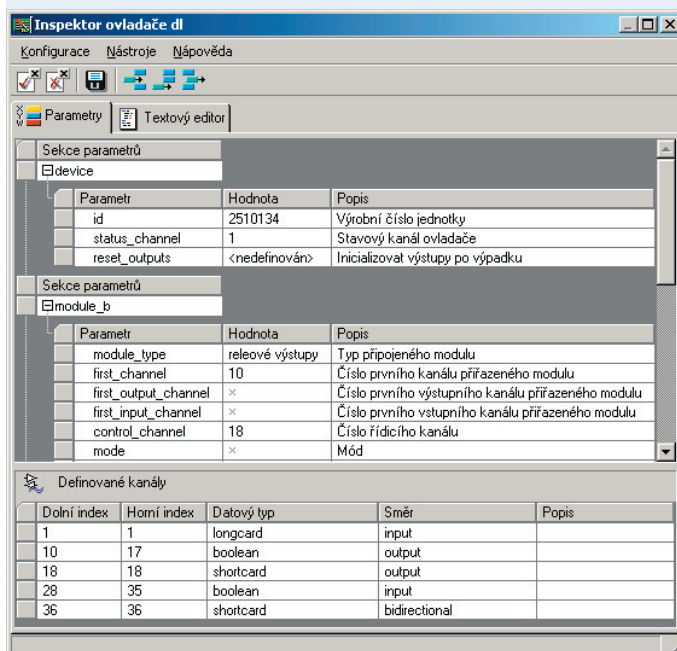 Inspektor ovladače dl
Konfigurace Nástroje Nápověda
Parametry Textový editor
Sekce parametrů
device
Parametr Hodnota Popis
id 2510134 Výrobní číslo jednotky
status_channel 1 Stavový kanál ovladače
reset_outputs <nedefinován> Inicializovat výstupy po výpadku
Sekce parametrů
module_b
Parametr Hodnota Popis
module_type releové výstupy Typ připojeného modulu
first_channel 10 Číslo prvního kanálu přiřazeného modulu
first_output_channel × Číslo prvního výstupního kanálu přiřazeného modulu
first_input_channel × Číslo prvního vstupního kanálu přiřazeného modulu
control_channel 18 Číslo řídicího kanálu
mode × Mód
Definované kanály
Dolní index Horní index Datový typ Směr Popis
1 1 longcard input
10 17 boolean output
18 18 shortcard output
28 35 boolean input
36 36 shortcard bidirectional